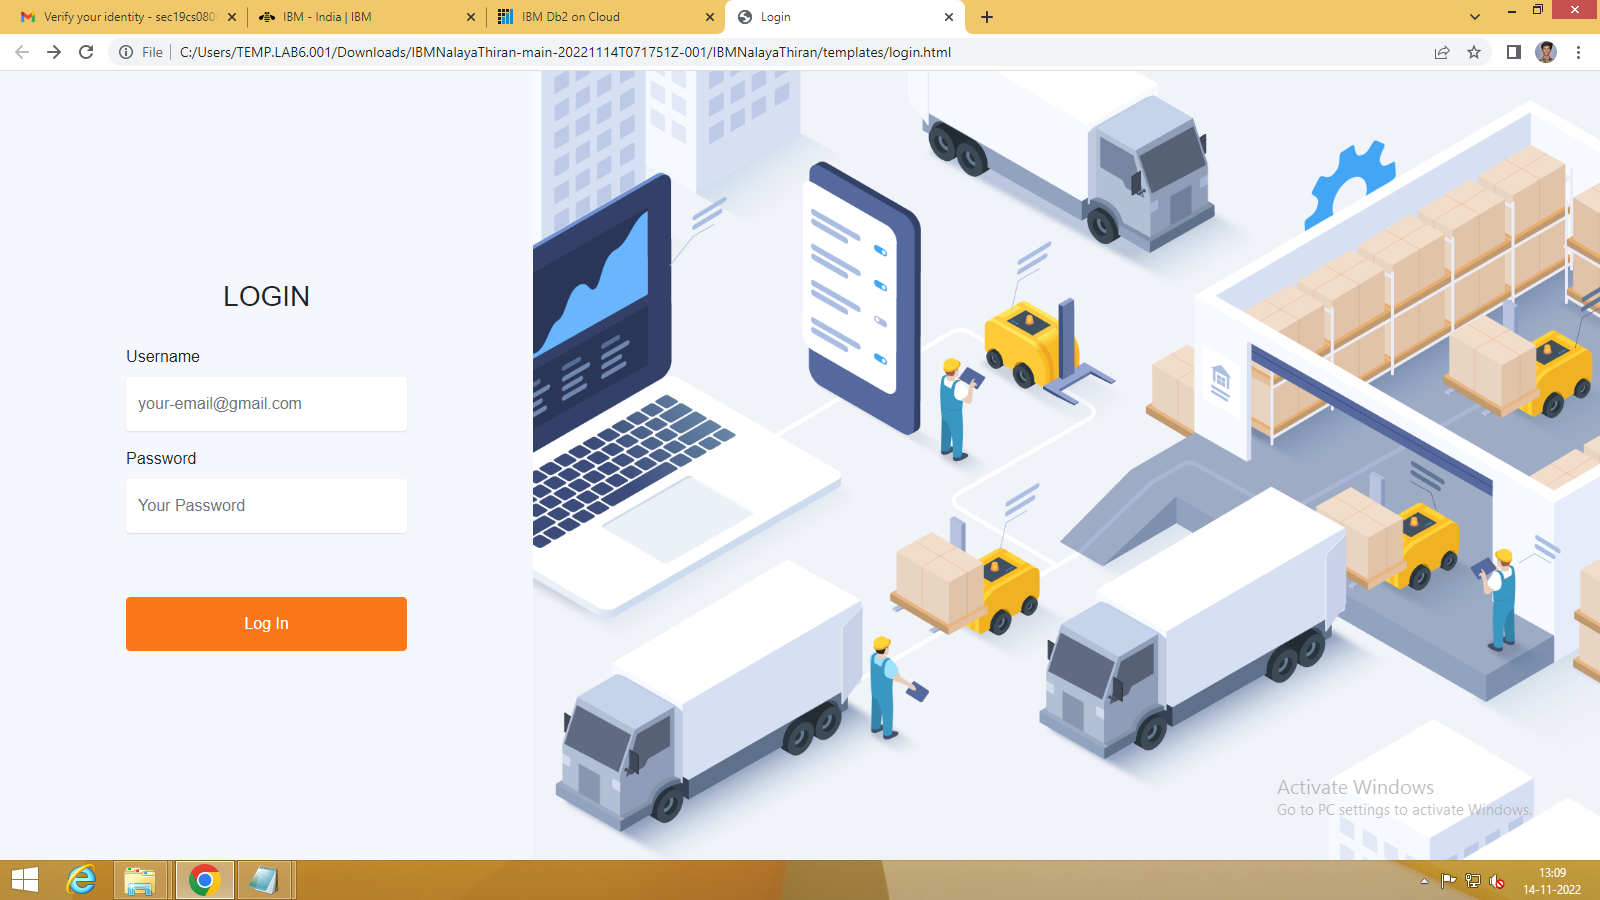 Verify your identity - sec19cs080
IBM - India | IBM
IBM Db2 on Cloud
Login
File
C:/Users/TEMP.LAB6.001/Downloads/IBMNalayaThiran-main-20221114T071751Z-001/IBMNalayaThiran/templates/login.html
LOGIN
Username
your-email@gmail.com
Password
Your Password
Log In
Activate Windows
Go to PC settings to activate Windows.
13:09
14-11-2022